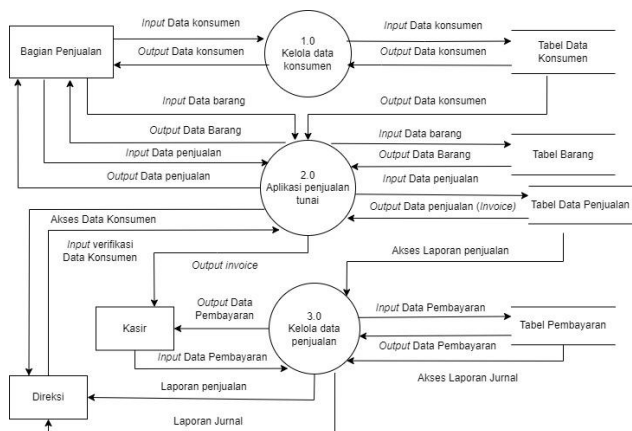 Input Data konsumen
Output Data konsumen
Bagian Penjualan
1.0
Kelola data
konsumen
Input Data konsumen
Output Data konsumen
Tabel Data
Konsumen
Input Data barang
Output Data konsumen
Output Data Barang
Input Data penjualan
Output Data penjualan
2.0
Aplikasi penjualan
tunai
Input Data barang
Output Data Barang
Tabel Barang
Input Data penjualan
Output Data penjualan (Invoice)
Tabel Data Penjualan
Akses Data Konsumen
Input verifikasi
Data Konsumen
Output invoice
Akses Laporan penjualan
Kasir
Output Data
Pembayaran
3.0
Kelola data
penjualan
Input Data Pembayaran
Output Data Pembayaran
Tabel Pembayaran
Input Data Pembayaran
Akses Laporan Jurnal
Direksi
Laporan penjualan
Laporan Jurnal